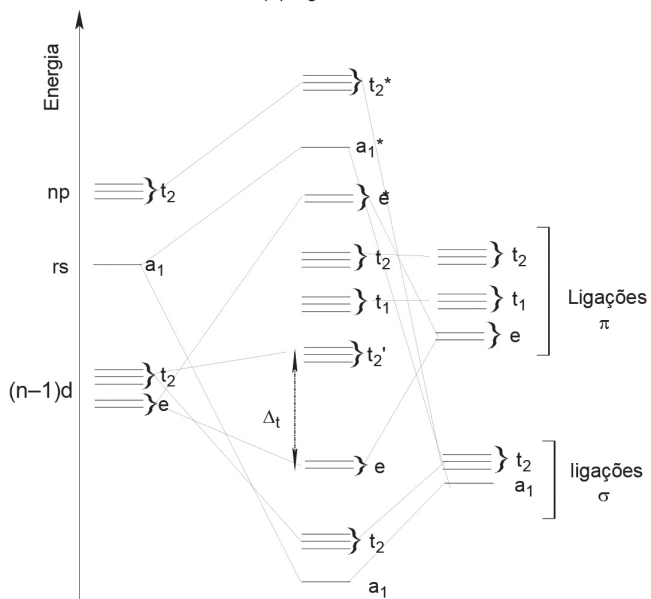 Energia
t2*
a1*
np
t2
e*
rs
a1
t2
t2
t1
t1
Ligações
π
e
t2'
(n–1)d
t2
e
Δt
e
t2
a1
ligações
σ
t2
a1